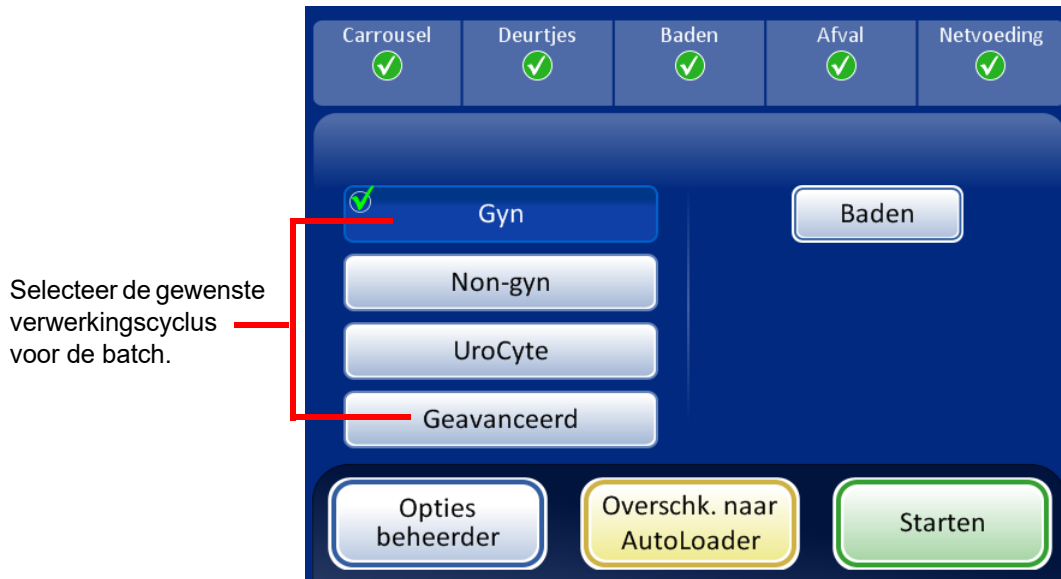 Carrousel Deurtjes Baden Afval Netvoeding
Gyn
Baden
Non-gyn
UroCyte
Geavanceerd
Selecteer de gewenste
verwerkingscyclus
voor de batch.
Opties
beheerder
Overschk. naar
AutoLoader
Starten